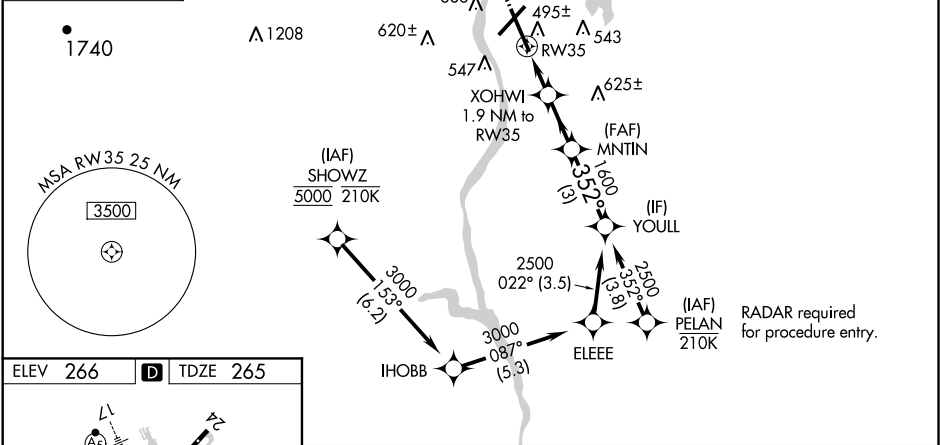 495±
1740
1208
620±
543
RW35
547
625±
XOHWI
1.9 NM to
RW35
(FAF)
MNTIN
1600
352°
(3)
MSA RW35 25 NM
3500
(IAF)
SHOWZ
5000 210K
(IF)
YOULL
3000
153°
(6.2)
2500
022° (3.5)
2500
352°
(3.8)
(IAF)
PELAN
210K
RADAR required
for procedure entry.
3000
087°
(5.3)
ELEEE
IHOBB
ELEV 266 D TDZE 265
17
24
A5